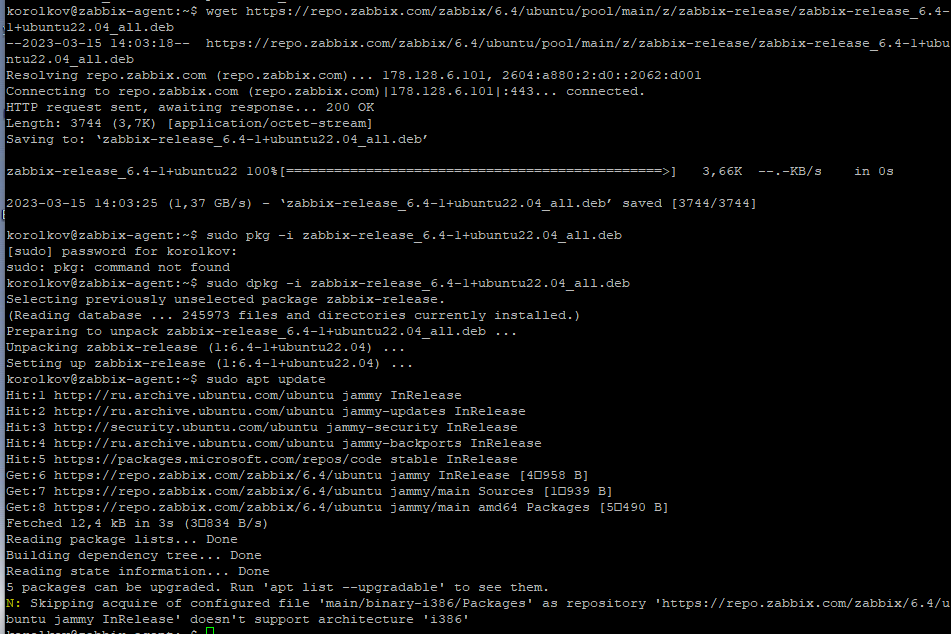 korolkov@zabbix-agent:~$ wget https://repo.zabbix.com/zabbix/6.4/ubuntu/pool/main/z/zabbix-release/zabbix-release_6.4-
1+ubuntu22.04_all.deb
--2023-03-15 14:03:18--  https://repo.zabbix.com/zabbix/6.4/ubuntu/pool/main/z/zabbix-release/zabbix-release_6.4-1+ubu
ntu22.04_all.deb
Resolving repo.zabbix.com (repo.zabbix.com)... 178.128.6.101, 2604:a880:2:d0::2062:d001
Connecting to repo.zabbix.com (repo.zabbix.com)|178.128.6.101|:443... connected.
HTTP request sent, awaiting response... 200 OK
Length: 3744 (3,7K) [application/octet-stream]
Saving to: ‘zabbix-release_6.4-1+ubuntu22.04_all.deb’
zabbix-release_6.4-1+ubuntu22 100%[===============================================>]   3,66K  --.-KB/s    in 0s
2023-03-15 14:03:25 (1,37 GB/s) - ‘zabbix-release_6.4-1+ubuntu22.04_all.deb’ saved [3744/3744]
korolkov@zabbix-agent:~$ sudo pkg -i zabbix-release_6.4-1+ubuntu22.04_all.deb
[sudo] password for korolkov:
sudo: pkg: command not found
korolkov@zabbix-agent:~$ sudo dpkg -i zabbix-release_6.4-1+ubuntu22.04_all.deb
Selecting previously unselected package zabbix-release.
(Reading database ... 245973 files and directories currently installed.)
Preparing to unpack zabbix-release_6.4-1+ubuntu22.04_all.deb ...
Unpacking zabbix-release (1:6.4-1+ubuntu22.04) ...
Setting up zabbix-release (1:6.4-1+ubuntu22.04) ...
korolkov@zabbix-agent:~$ sudo apt update
Hit:1 http://ru.archive.ubuntu.com/ubuntu jammy InRelease
Hit:2 http://ru.archive.ubuntu.com/ubuntu jammy-updates InRelease
Hit:3 http://security.ubuntu.com/ubuntu jammy-security InRelease
Hit:4 http://ru.archive.ubuntu.com/ubuntu jammy-backports InRelease
Hit:5 https://packages.microsoft.com/repos/code stable InRelease
Get:6 https://repo.zabbix.com/zabbix/6.4/ubuntu jammy InRelease [4□958 B]
Get:7 https://repo.zabbix.com/zabbix/6.4/ubuntu jammy/main Sources [1□939 B]
Get:8 https://repo.zabbix.com/zabbix/6.4/ubuntu jammy/main amd64 Packages [5□490 B]
Fetched 12,4 kB in 3s (3□834 B/s)
Reading package lists... Done
Building dependency tree... Done
Reading state information... Done
5 packages can be upgraded. Run 'apt list --upgradable' to see them.
N: Skipping acquire of configured file 'main/binary-i386/Packages' as repository 'https://repo.zabbix.com/zabbix/6.4/u
buntu jammy InRelease' doesn't support architecture 'i386'
korolkov@zabbix-agent:~$